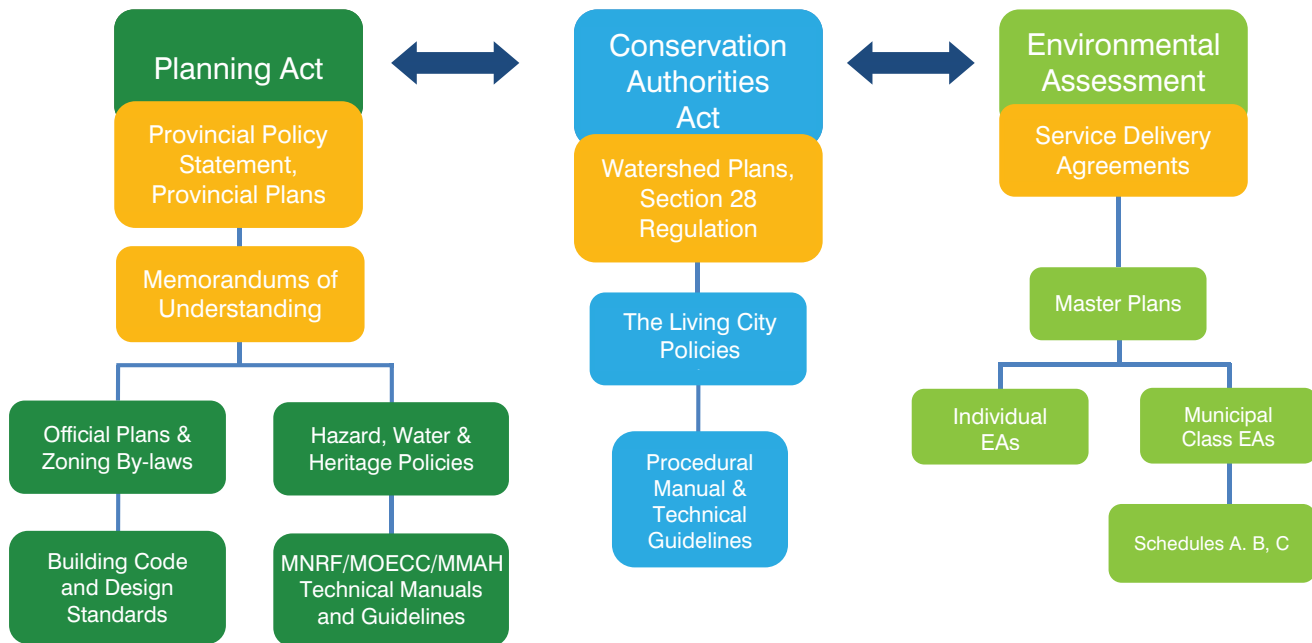 Planning Act
Provincial Policy
Statement,
Provincial Plans
Memorandums of
Understanding
Official Plans &
Zoning By-laws
Building Code
and Design
Standards
Hazard, Water &
Heritage Policies
MNRF/MOECC/MMAH
Technical Manuals
and Guidelines
Conservation
Authorities
Act
Watershed Plans,
Section 28
Regulation
The Living City
Policies
Procedural
Manual &
Technical
Guidelines
Environmental
Assessment
Service Delivery
Agreements
Master Plans
Individual
EAs
Municipal
Class EAs
Schedules A. B, C